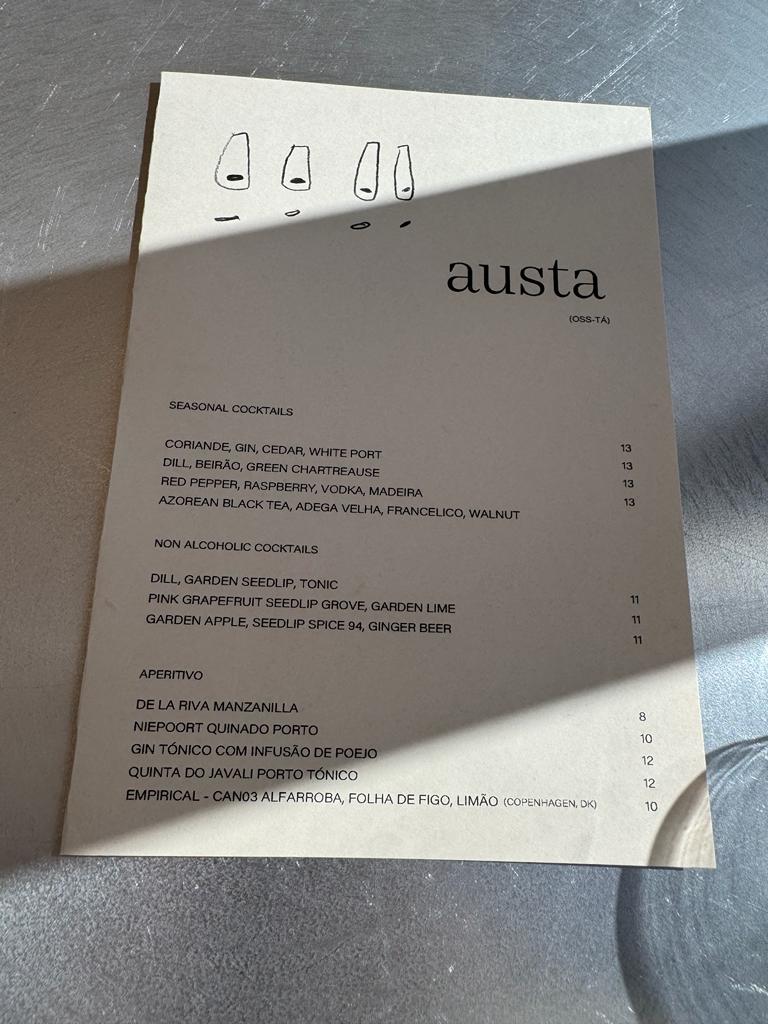 austa
(OSS-TÁ)
SEASONAL COCKTAILS
CORIANDE, GIN, CEDAR, WHITE PORT 13
DILL, BEIRÃO, GREEN CHARTREAUSE 13
RED PEPPER, RASPBERRY, VODKA, MADEIRA 13
AZOREAN BLACK TEA, ADEGA VELHA, FRANCELICO, WALNUT 13
NON ALCOHOLIC COCKTAILS
DILL, GARDEN SEEDLIP, TONIC 11
PINK GRAPEFRUIT SEEDLIP GROVE, GARDEN LIME 11
GARDEN APPLE, SEEDLIP SPICE 94, GINGER BEER 11
APERITIVO
DE LA RIVA MANZANILLA 8
NIEPOORT QUINADO PORTO 10
GIN TÓNICO COM INFUSÃO DE POEJO 12
QUINTA DO JAVALI PORTO TÓNICO 12
EMPIRICAL - CAN03 ALFARROBA, FOLHA DE FIGO, LIMÃO (COPENHAGEN, DK) 10